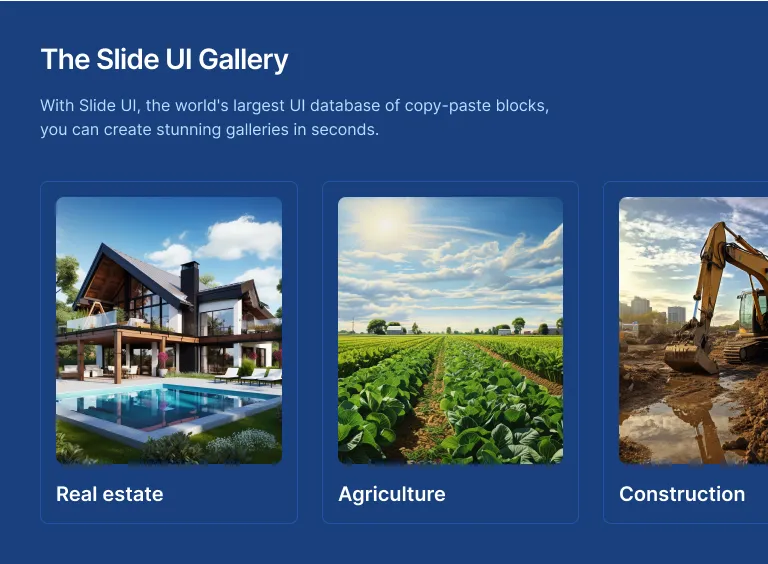 The Slide UI Gallery
With Slide UI, the world's largest UI database of copy-paste blocks,
you can create stunning galleries in seconds.
Real estate
Agriculture
Construction